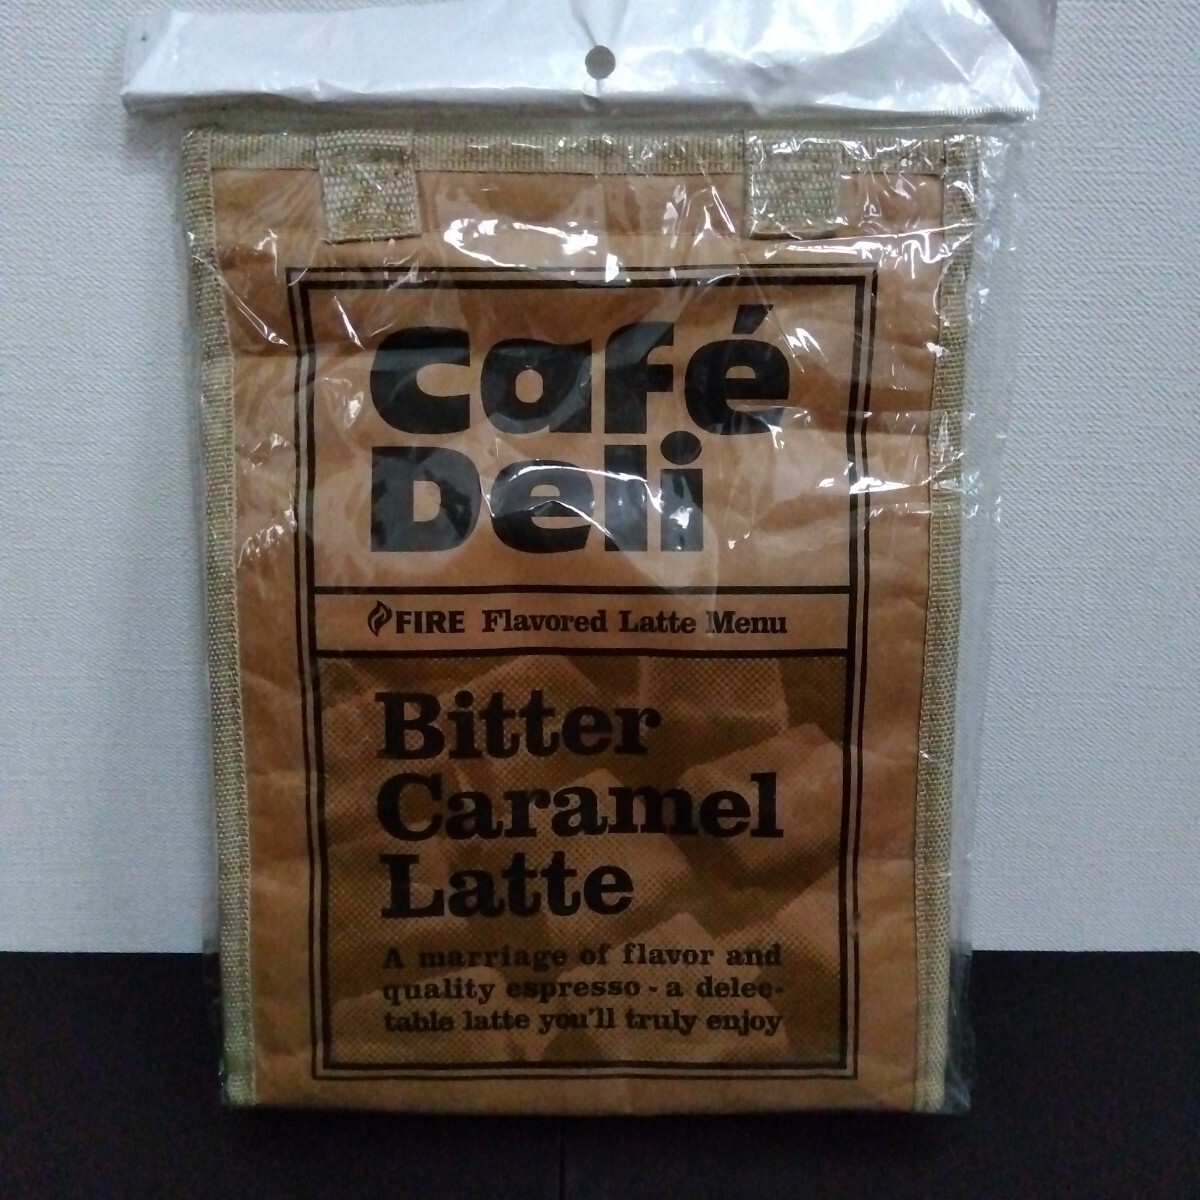 Café
Deli
FIRE Flavored Latte Menu
Bitter
Caramel
Latte
A marriage of flavor and
quality espresso - a delec-
table latte you'll truly enjoy